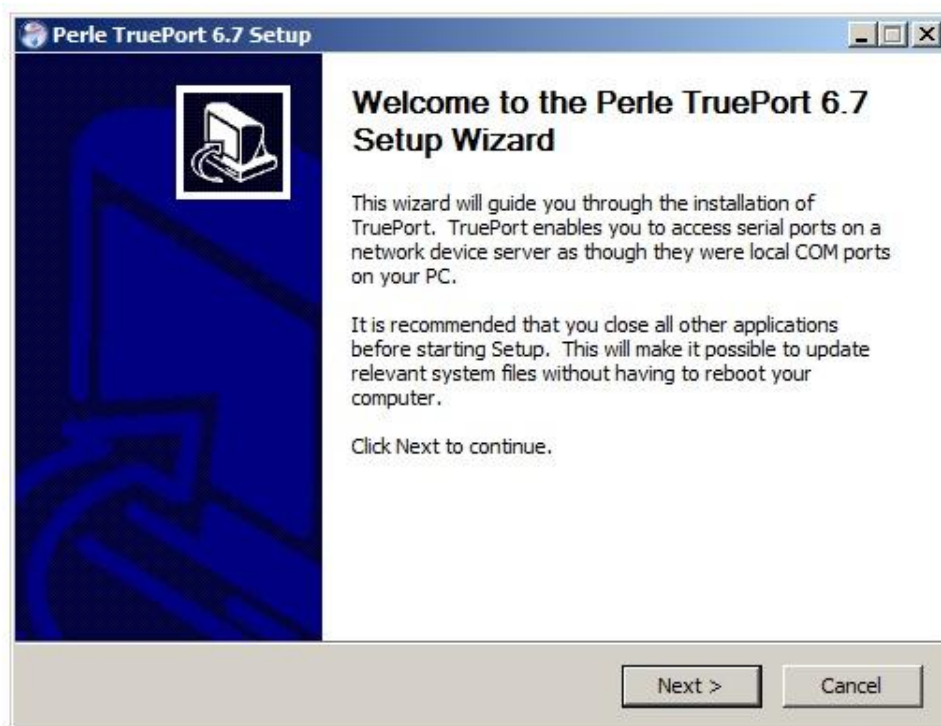 Perle TruePort 6.7 Setup
Welcome to the Perle TruePort 6.7
Setup Wizard
This wizard will guide you through the installation of
TruePort.  TruePort enables you to access serial ports on a
network device server as though they were local COM ports
on your PC.
It is recommended that you close all other applications
before starting Setup.  This will make it possible to update
relevant system files without having to reboot your
computer.
Click Next to continue.
Next >
Cancel